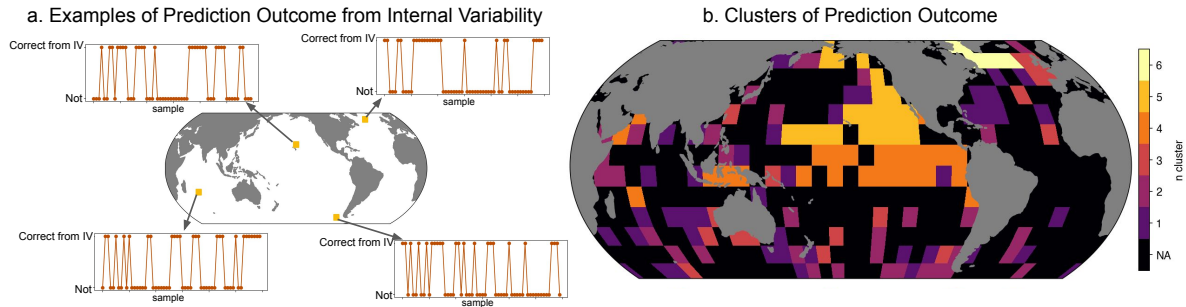 a. Examples of Prediction Outcome from Internal Variability
Correct from IV
Not
sample
Correct from IV
Not
sample
Correct from IV
Not
sample
Correct from IV
Not
sample
b. Clusters of Prediction Outcome
6
5
4
3
2
1
NA
n cluster